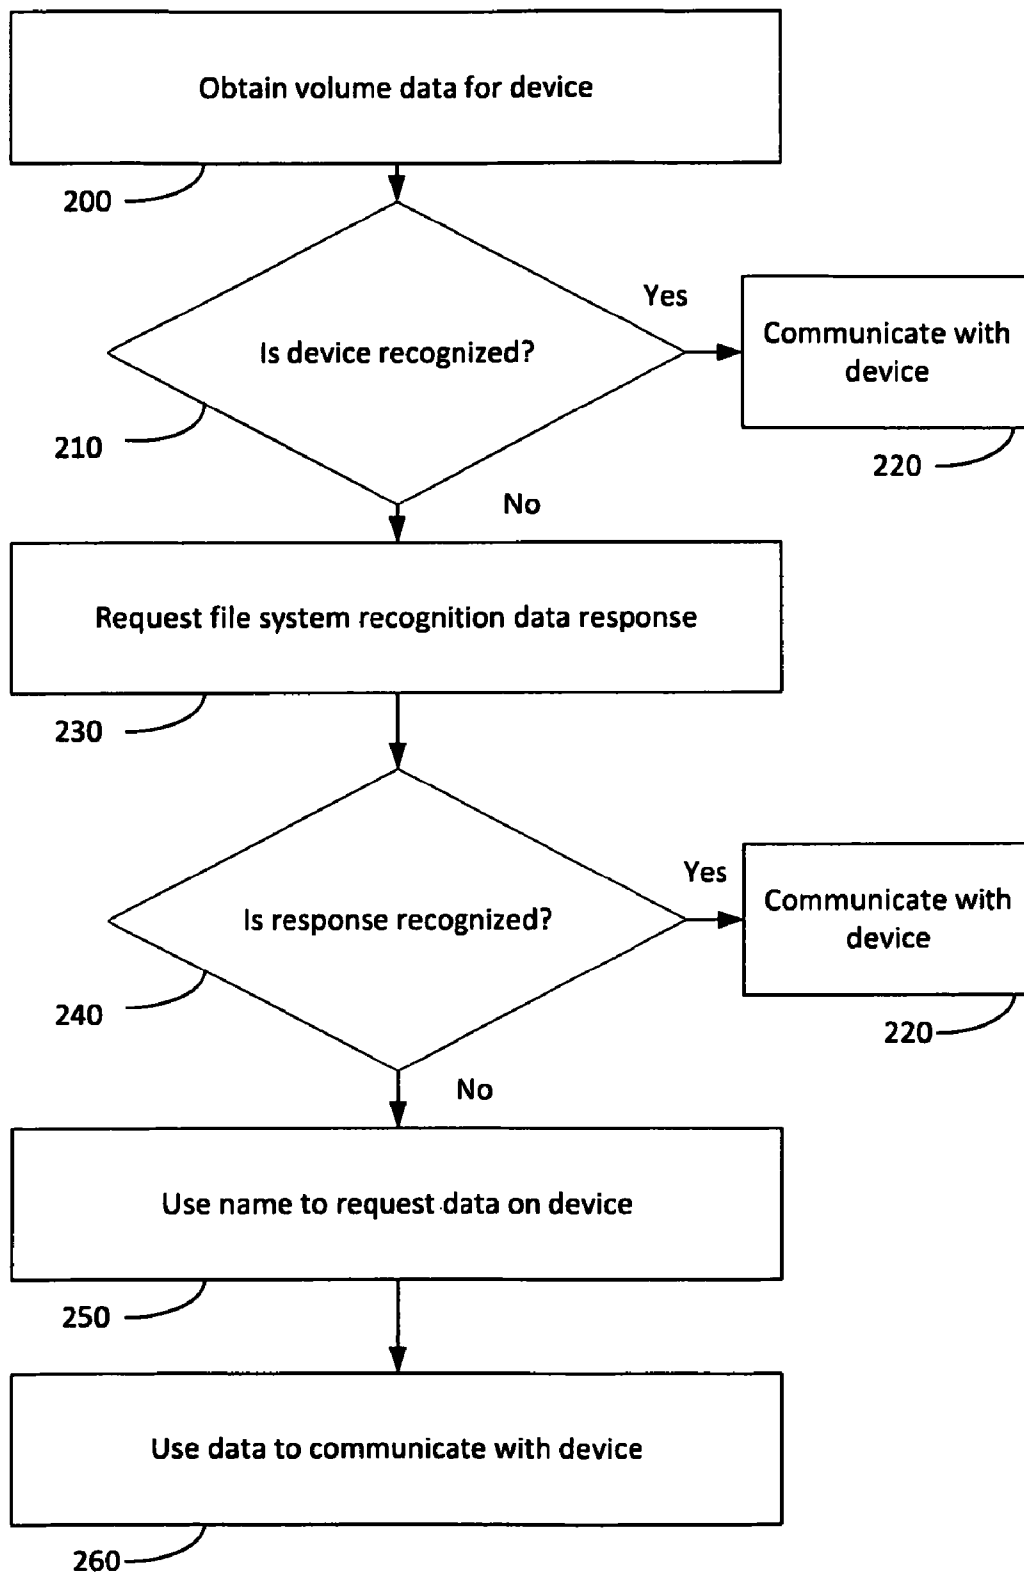 Obtain volume data for device
200
Is device recognized?
Yes
Communicate with
device
210
220
No
Request file system recognition data response
230
Is response recognized?
Yes
Communicate with
device
240
220
No
Use name to request data on device
250
Use data to communicate with device
260